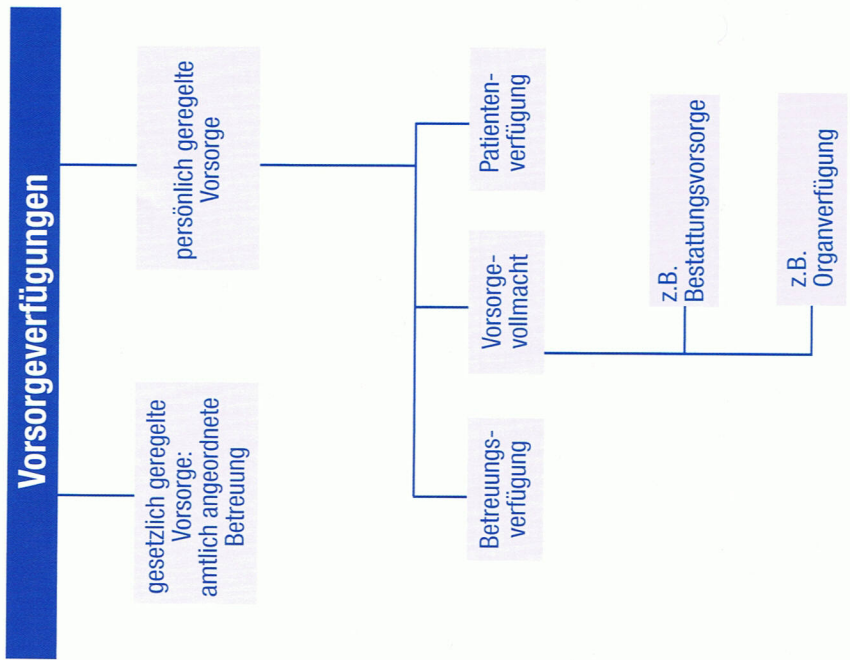 Vorsorgeverfügungen
gesetzlich geregelte
Vorsorge:
amtlich angeordnete
Betreuung
persönlich geregelte
Vorsorge
Betreuungs-
verfügung
Vorsorge-
vollmacht
Patienten-
verfügung
z.B.
Bestattungsvorsorge
z.B.
Organverfügung